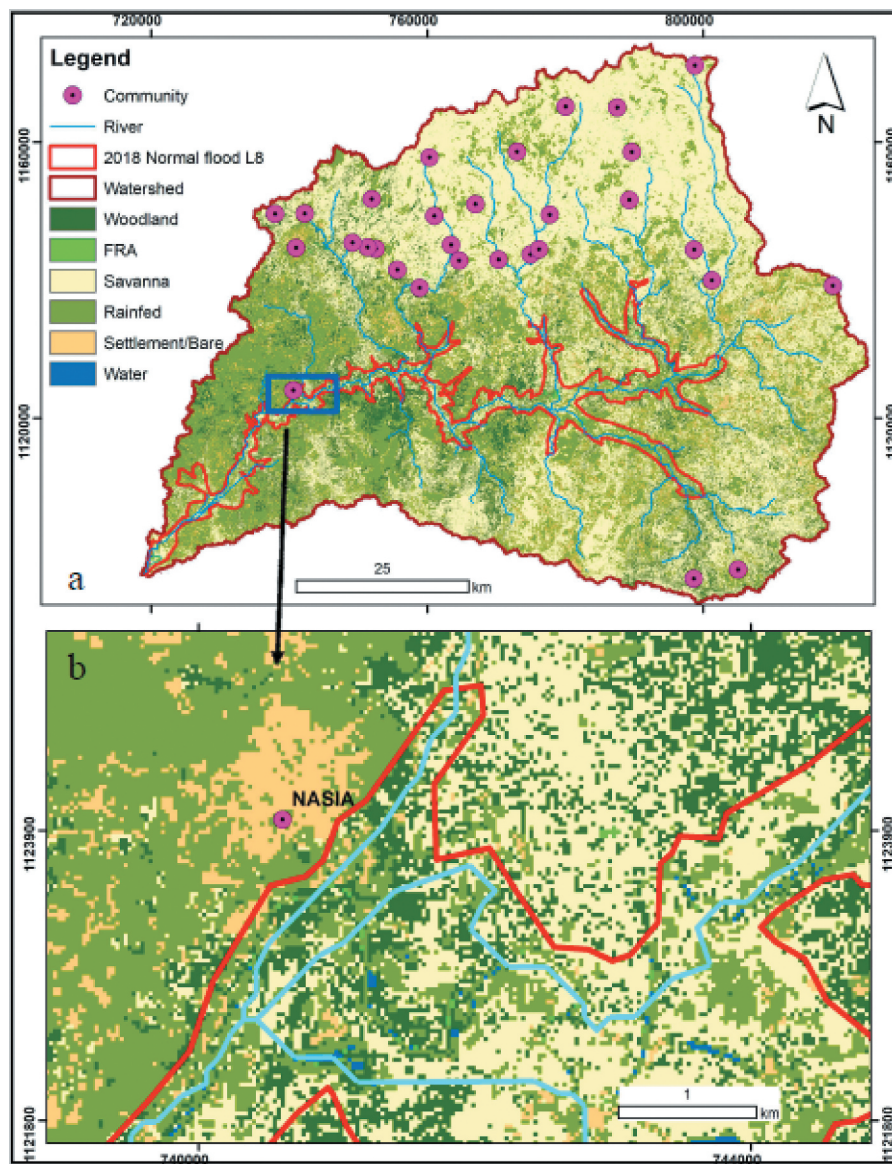 720000 760000 800000
Legend
Community
River
2018 Normal flood L8
Watershed
Woodland
FRA
Savanna
Rainfed
Settlement/Bare
Water
N
1160000 1160000
1120000 1120000
a
25
km
b
NASIA
1123900 1123900
1
km
1121800 1121800
740000 744000